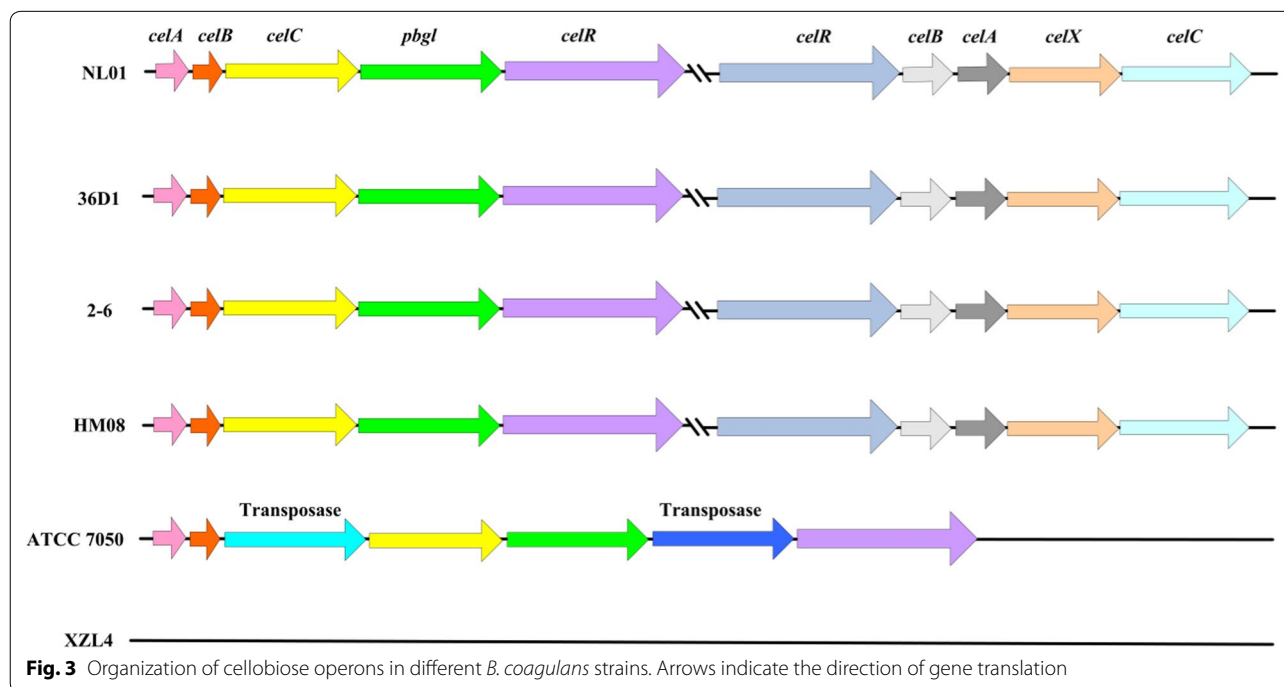 celA celB celC pbgl celR celR celB celA celX celC
NL01
36D1
2-6
HM08
Transposase Transposase
ATCC 7050
XZL4
Fig. 3 Organization of cellobiose operons in different B. coagulans strains. Arrows indicate the direction of gene translation